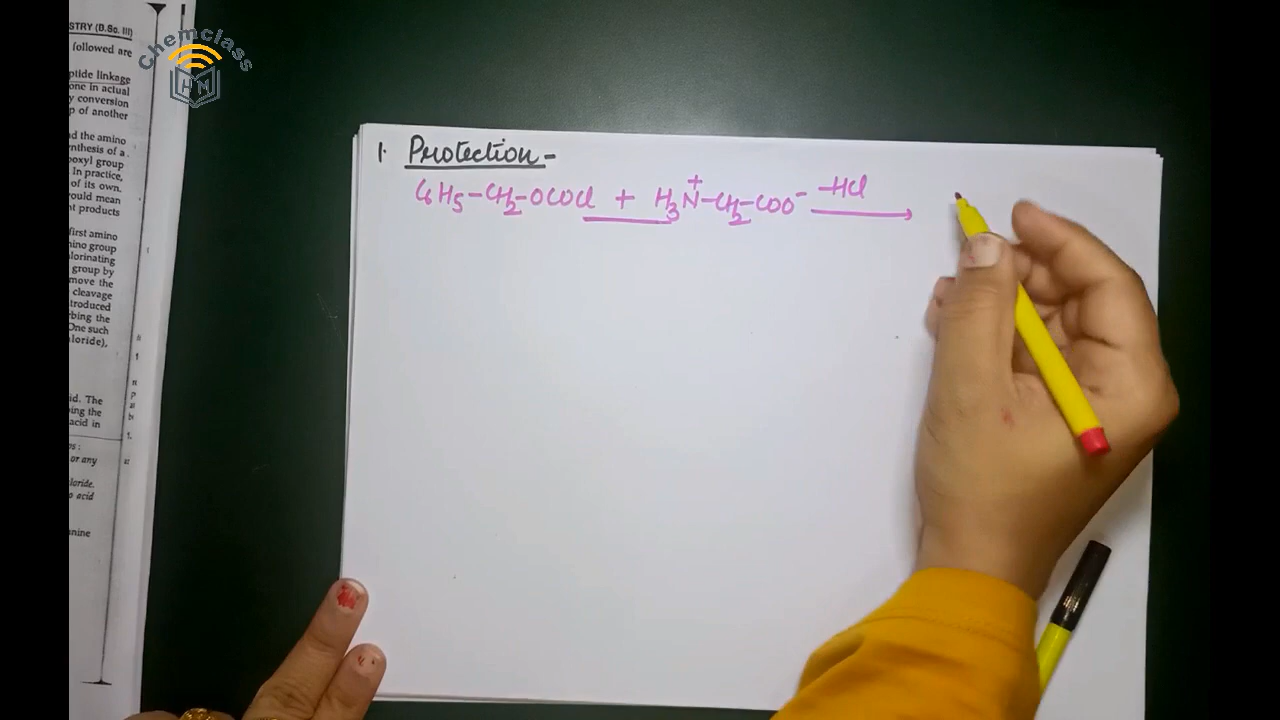 STRY (B.Sc. III)
followed are
ptide linkage
one in actual
y conversion
p of another
nd the amino
nthesis of a
boxyl group
In practice,
of its own.
ould mean
nt products
first amino
nino group
lorinating
group by
move the
cleavage
troduced
rbing the
One such
loride),
id. The
ing the
acid in
or any
loride.
o acid
nine
Chemclass
HM
1. Protection-
C6H5-CH2-OCOCl + H3N+-CH2-COO- -HCl →